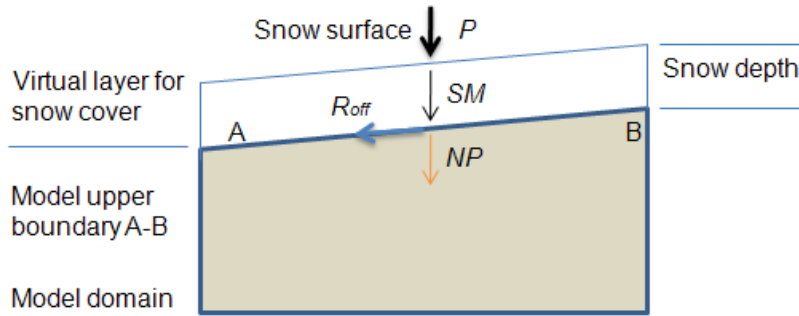 Snow surface
P
Virtual layer for
snow cover
Snow depth
SM
Roff
A
B
NP
Model upper
boundary A-B
Model domain